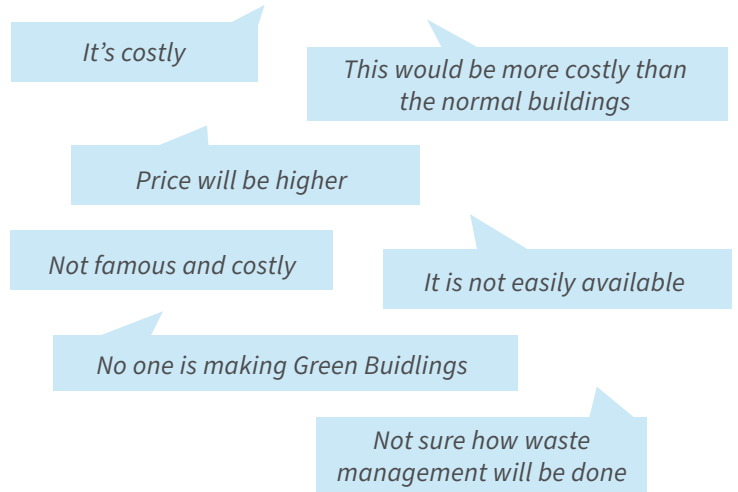 It’s costly
This would be more costly than
the normal buildings
Price will be higher
Not famous and costly
It is not easily available
No one is making Green Buidlings
Not sure how waste
management will be done